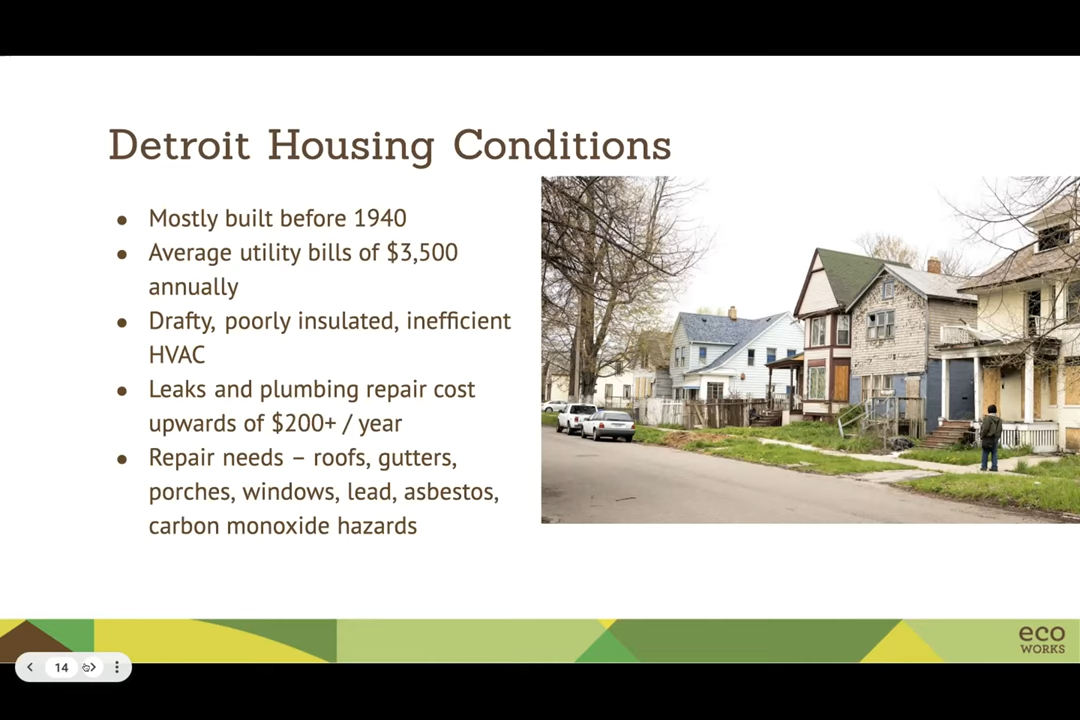 Detroit Housing Conditions
● Mostly built before 1940
● Average utility bills of $3,500
annually
● Drafty, poorly insulated, inefficient
HVAC
● Leaks and plumbing repair cost
upwards of $200+ / year
● Repair needs – roofs, gutters,
porches, windows, lead, asbestos,
carbon monoxide hazards
eco
WORKS
14